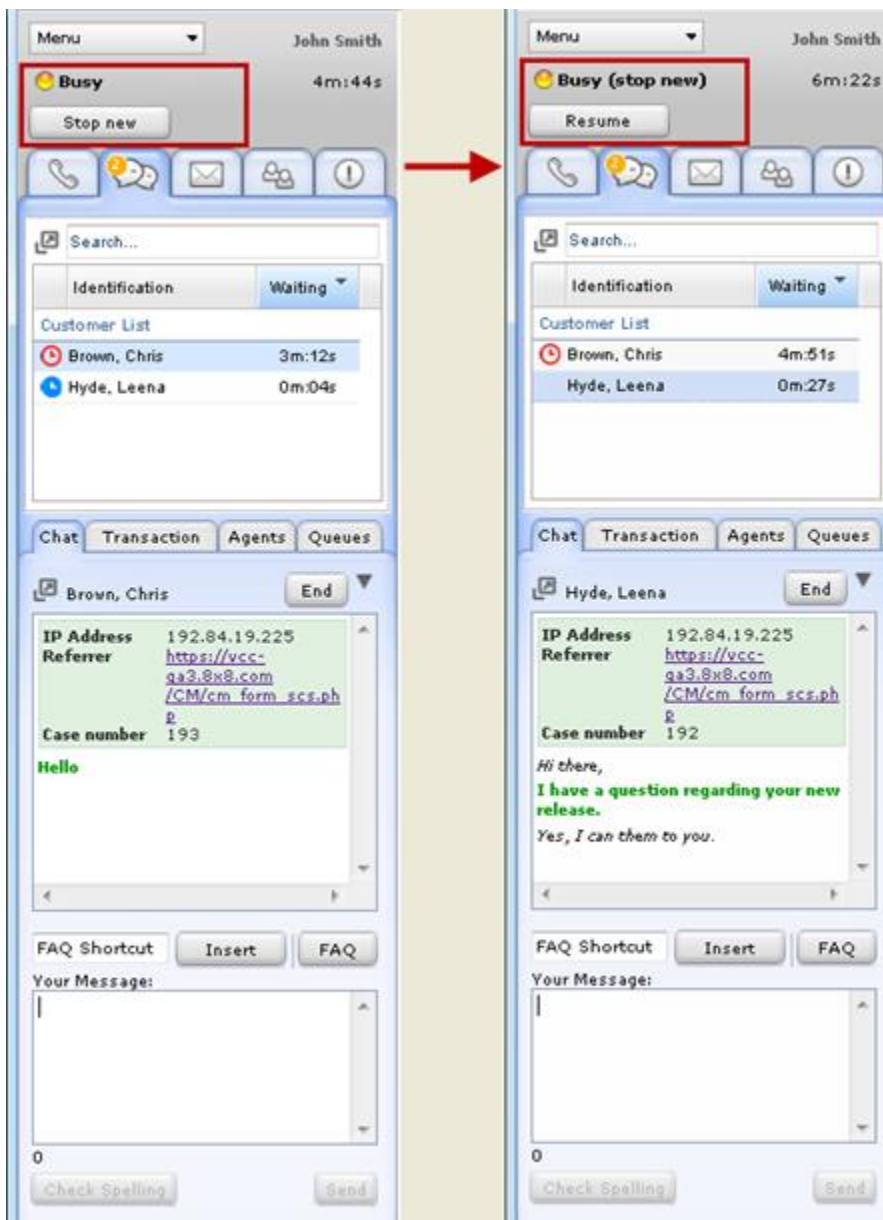 Menu John Smith
Busy 4m:44s
Stop new
2
Search...
Identification Waiting
Customer List
Brown, Chris 3m:12s
Hyde, Leena 0m:04s
Chat Transaction Agents Queues
Brown, Chris End
IP Address 192.84.19.225
Referrer https://vcc-
qa3.8x8.com
/CM/cm_form_scs.ph
p
Case number 193
Hello
FAQ Shortcut Insert FAQ
Your Message:
0
Check Spelling Send
Menu John Smith
Busy (stop new) 6m:22s
Resume
2
Search...
Identification Waiting
Customer List
Brown, Chris 4m:51s
Hyde, Leena 0m:27s
Chat Transaction Agents Queues
Hyde, Leena End
IP Address 192.84.19.225
Referrer https://vcc-
qa3.8x8.com
/CM/cm_form_scs.ph
p
Case number 192
Hi there,
I have a question regarding your new
release.
Yes, I can them to you.
FAQ Shortcut Insert FAQ
Your Message:
0
Check Spelling Send